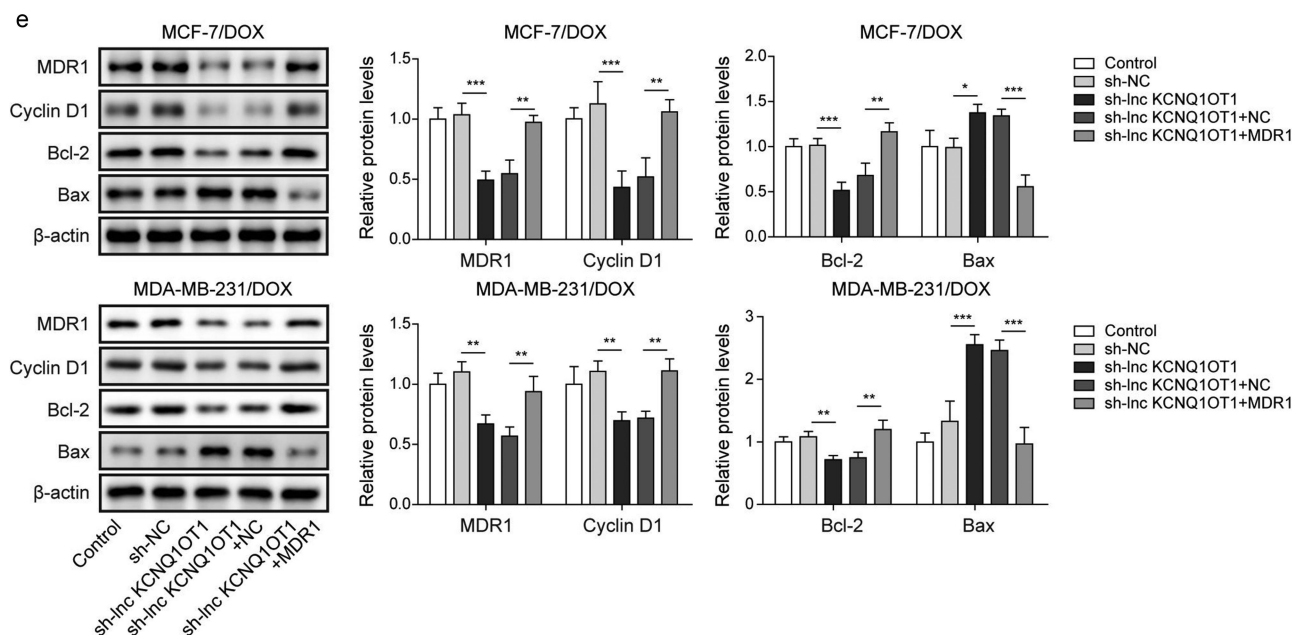 e
MCF-7/DOX
MDR1
Cyclin D1
Bcl-2
Bax
β-actin
MCF-7/DOX
Relative protein levels
1.5
1.0
0.5
0.0
***
**
***
**
MDR1
Cyclin D1
MCF-7/DOX
Relative protein levels
2.0
1.5
1.0
0.5
0.0
***
**
*
***
Bcl-2
Bax
Control
sh-NC
sh-lnc KCNQ1OT1
sh-lnc KCNQ1OT1+NC
sh-lnc KCNQ1OT1+MDR1
MDA-MB-231/DOX
MDR1
Cyclin D1
Bcl-2
Bax
β-actin
Control
sh-NC
sh-lnc KCNQ1OT1
sh-lnc KCNQ1OT1
+NC
sh-lnc KCNQ1OT1
+MDR1
MDA-MB-231/DOX
Relative protein levels
1.5
1.0
0.5
0.0
**
**
**
**
MDR1
Cyclin D1
MDA-MB-231/DOX
Relative protein levels
3
2
1
0
**
**
***
***
Bcl-2
Bax
Control
sh-NC
sh-lnc KCNQ1OT1
sh-lnc KCNQ1OT1+NC
sh-lnc KCNQ1OT1+MDR1